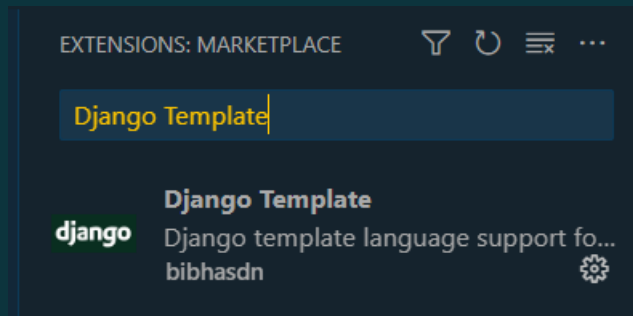 EXTENSIONS: MARKETPLACE
Django Template
Django Template
django
Django template language support fo...
bibhasdn